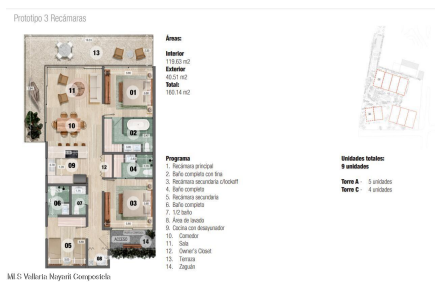 Prototipo 3 Recámaras
Áreas:
Interior
119.63 m2
Exterior
40.51 m2
Total:
160.14 m2
13
11
01
10
02
09
12
04
06
07
03
05
08
ACCESO
14
Programa
1. Recámara principal
2. Baño completo con tina
3. Recámara secundaria c/lockoff
4. Baño completo
5. Recámara secundaria
6. Baño completo
7. 1/2 baño
8. Área de lavado
9. Cocina con desayunador
10. Comedor
11. Sala
12. Owner's Closet
13. Terraza
14. Zaguán
Unidades totales:
9 unidades
Torre A - 5 unidades
Torre C - 4 unidades
MLS Vallarta Nayarit Compostela